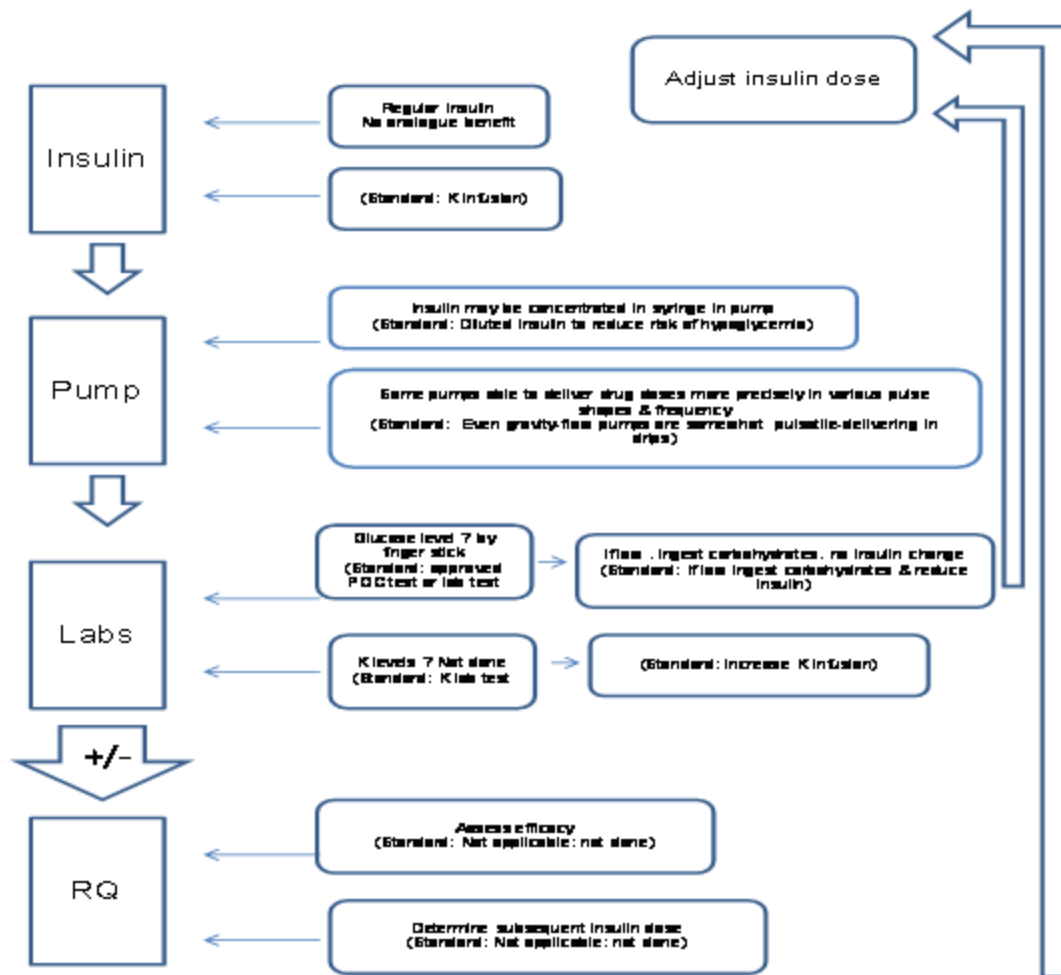 Adjust insulin dose
Insulin
Regular insulin
No analogue benefit
(Standard: K infusion)
Pump
Insulin may be concentrated in syringe in pump
(Standard: Diluted insulin to reduce risk of hypoglycemia)
Some pumps able to deliver drug doses more precisely in various pulse
shapes & frequency
(Standard: Even gravity-flow pumps are somewhat pulsatile-delivering in
drips)
Labs
Glucose level ? by
finger stick
(Standard: approved
POC test or lab test
If low , ingest carbohydrates, no insulin change
(Standard: If low ingest carbohydrates & reduce
insulin)
K levels ? Not done
(Standard: K lab test
(Standard: Increase K infusion)
+/-
RQ
Assess efficacy
(Standard: Not applicable: not done)
Determine subsequent insulin dose
(Standard: Not applicable: not done)